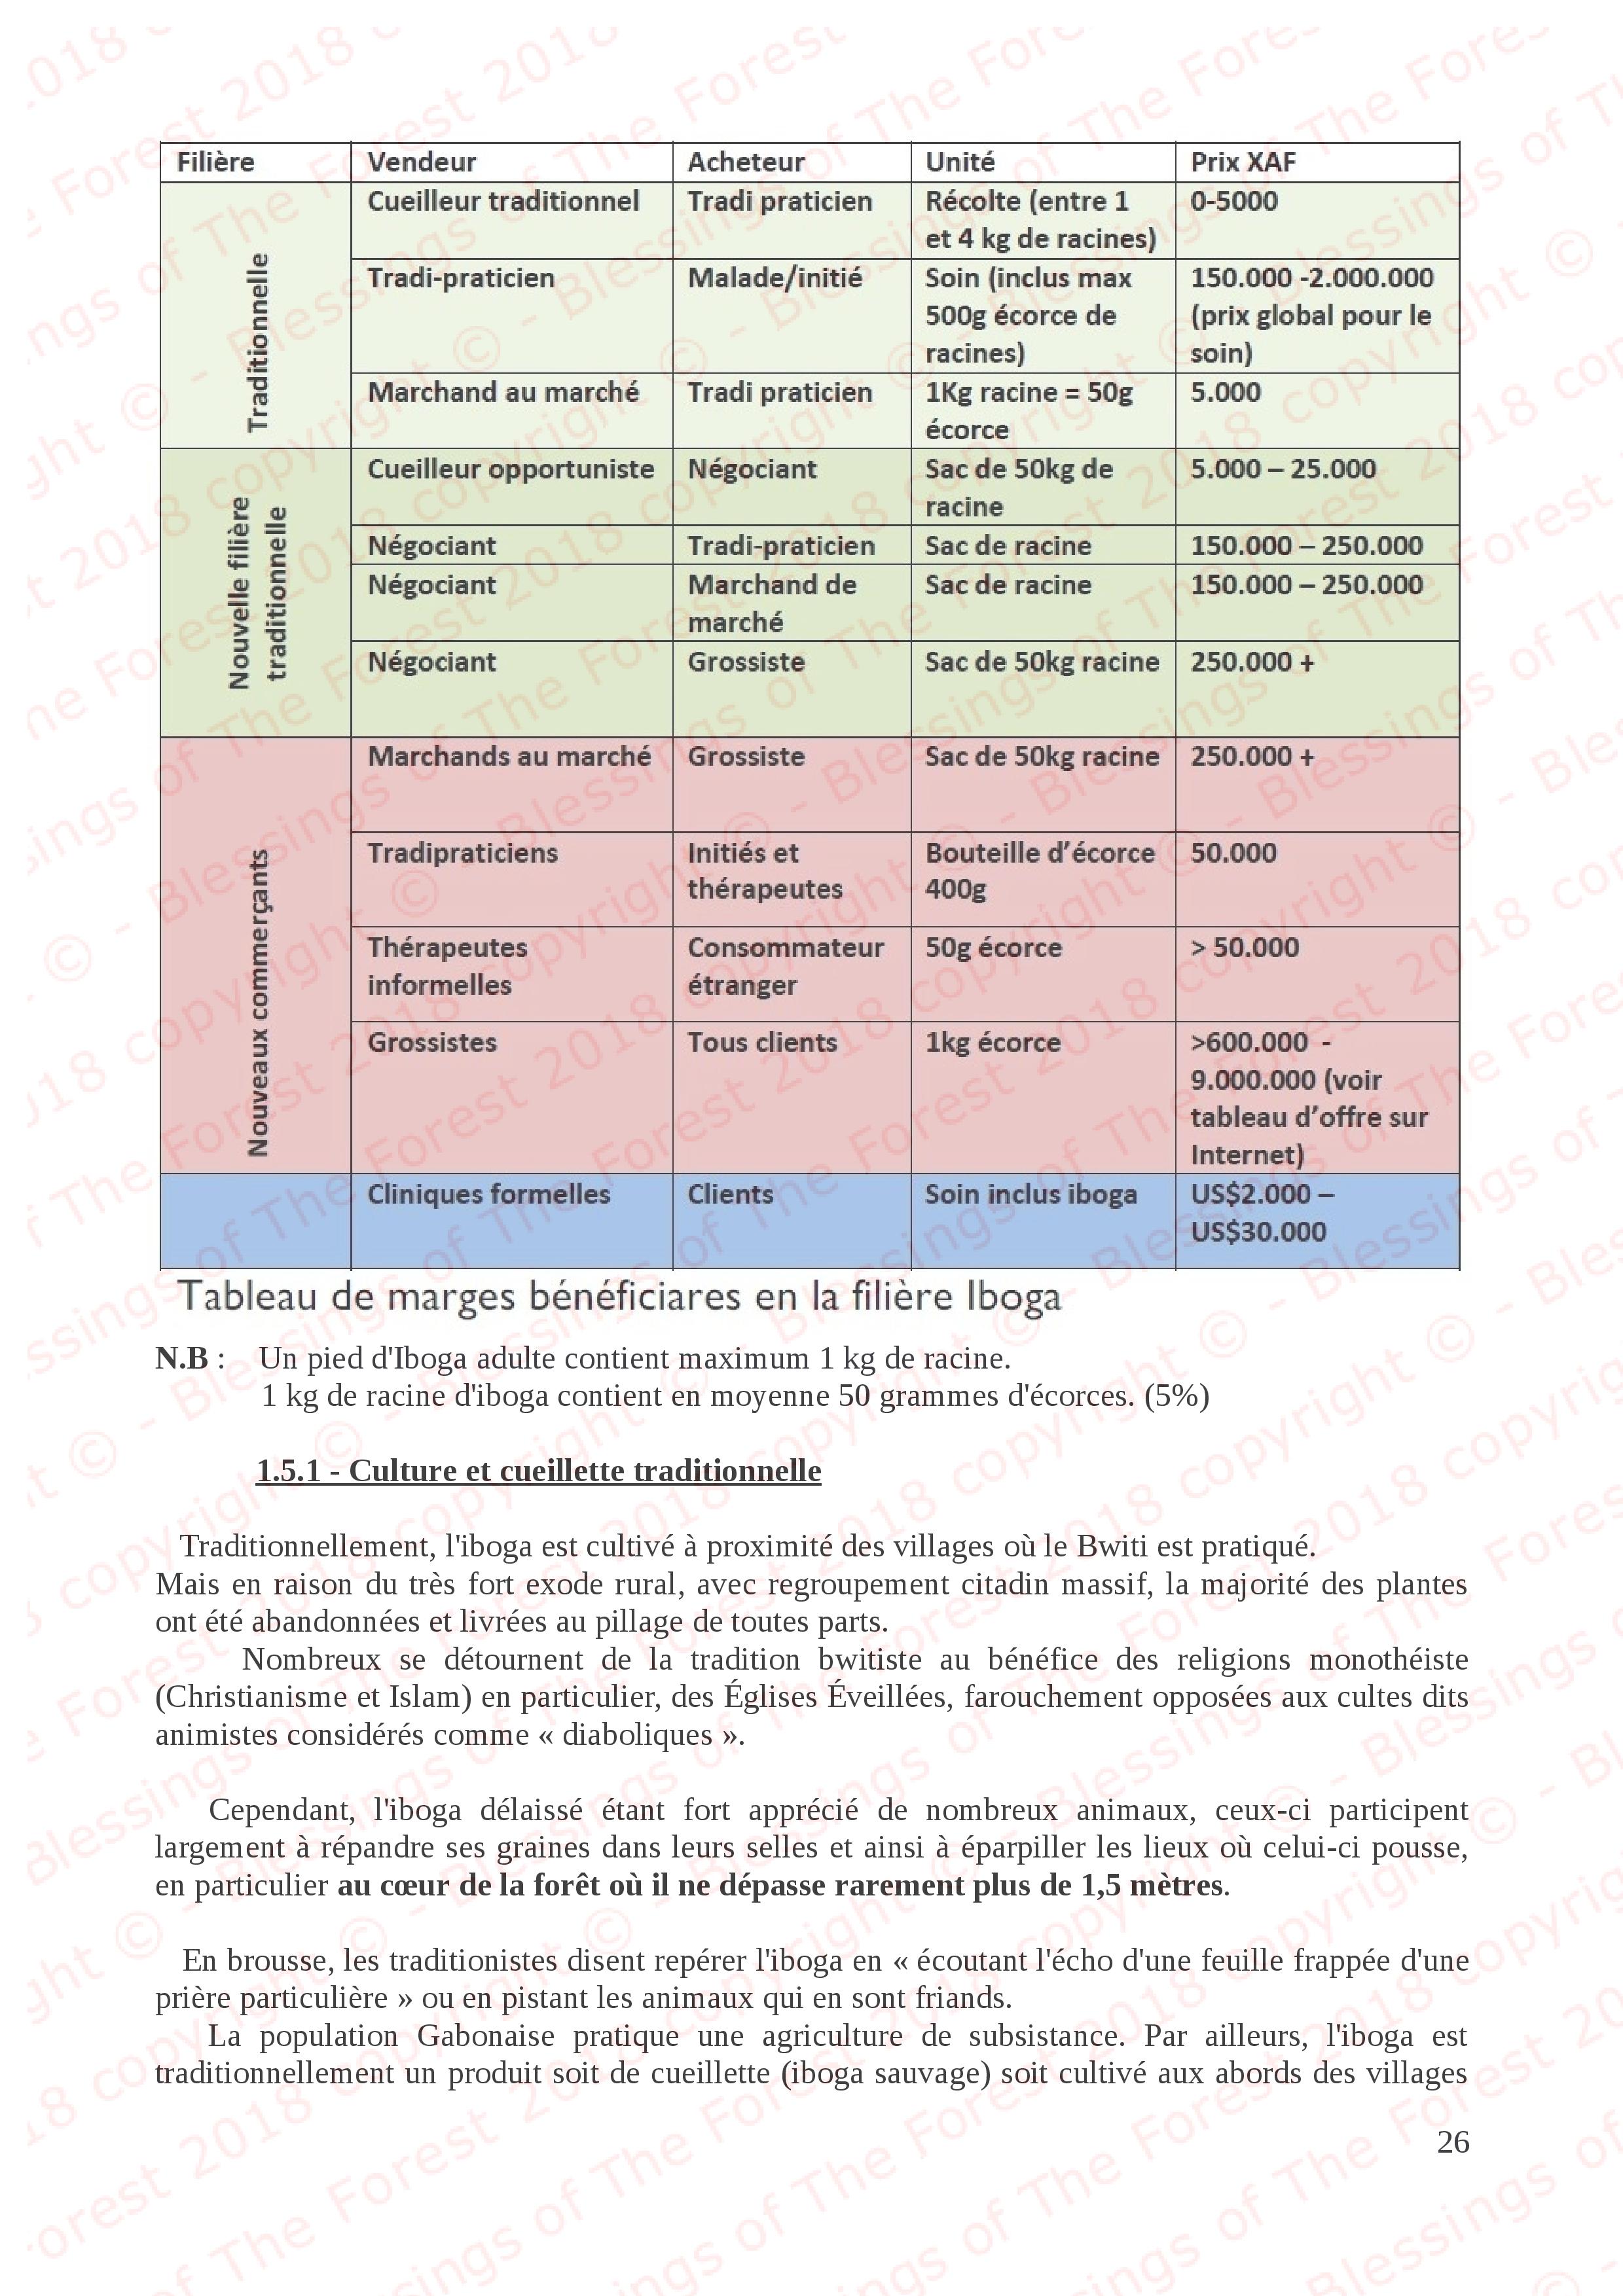 Filière Vendeur Acheteur Unité Prix XAF
Traditionnelle
Cueilleur traditionnel Tradi praticien Récolte (entre 1 0-5000
et 4 kg de racines)
Tradi-praticien Malade/initié Soin (inclus max 150.000 -2.000.000
500g écorce de (prix global pour le
racines) soin)
Marchand au marché Tradi praticien 1Kg racine = 50g 5.000
écorce
Nouvelle filière
traditionnelle
Cueilleur opportuniste Négociant Sac de 50kg de 5.000 – 25.000
racine
Négociant Tradi-praticien Sac de racine 150.000 – 250.000
Négociant Marchand de Sac de racine 150.000 – 250.000
marché
Négociant Grossiste Sac de 50kg racine 250.000 +
Nouveaux commerçants
Marchands au marché Grossiste Sac de 50kg racine 250.000 +
Tradipraticiens Initiés et Bouteille d’écorce 50.000
thérapeutes 400g
Thérapeutes Consommateur 50g écorce > 50.000
informelles étranger
Grossistes Tous clients 1kg écorce >600.000 -
9.000.000 (voir
tableau d’offre sur
Internet)
Cliniques formelles Clients Soin inclus iboga US$2.000 –
US$30.000
Tableau de marges bénéficiares en la filière Iboga
N.B : Un pied d'Iboga adulte contient maximum 1 kg de racine.
1 kg de racine d'iboga contient en moyenne 50 grammes d'écorces. (5%)
1.5.1 - Culture et cueillette traditionnelle
Traditionnellement, l'iboga est cultivé à proximité des villages où le Bwiti est pratiqué.
Mais en raison du très fort exode rural, avec regroupement citadin massif, la majorité des plantes
ont été abandonnées et livrées au pillage de toutes parts.
Nombreux se détournent de la tradition bwitiste au bénéfice des religions monothéiste
(Christianisme et Islam) en particulier, des Églises Éveillées, farouchement opposées aux cultes dits
animistes considérés comme « diaboliques ».
Cependant, l'iboga délaissé étant fort apprécié de nombreux animaux, ceux-ci participent
largement à répandre ses graines dans leurs selles et ainsi à éparpiller les lieux où celui-ci pousse,
en particulier au cœur de la forêt où il ne dépasse rarement plus de 1,5 mètres.
En brousse, les traditionistes disent repérer l'iboga en « écoutant l'écho d'une feuille frappée d'une
prière particulière » ou en pistant les animaux qui en sont friands.
La population Gabonaise pratique une agriculture de subsistance. Par ailleurs, l'iboga est
traditionnellement un produit soit de cueillette (iboga sauvage) soit cultivé aux abords des villages
26
copyright © - Blessings of The Forest 2018